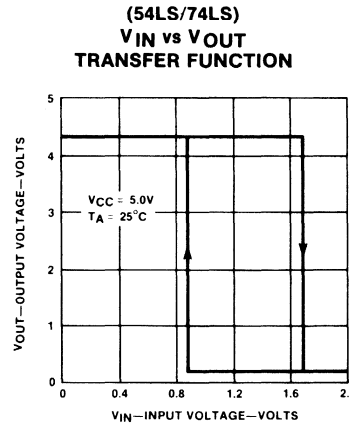 (54LS/74LS)
VIN vs VOUT
TRANSFER FUNCTION
5
4
3
2
1
0
VOUT—OUTPUT VOLTAGE—VOLTS
VCC = 5.0V
TA = 25°C
0 0.4 0.8 1.2 1.6 2.
VIN—INPUT VOLTAGE—VOLTS